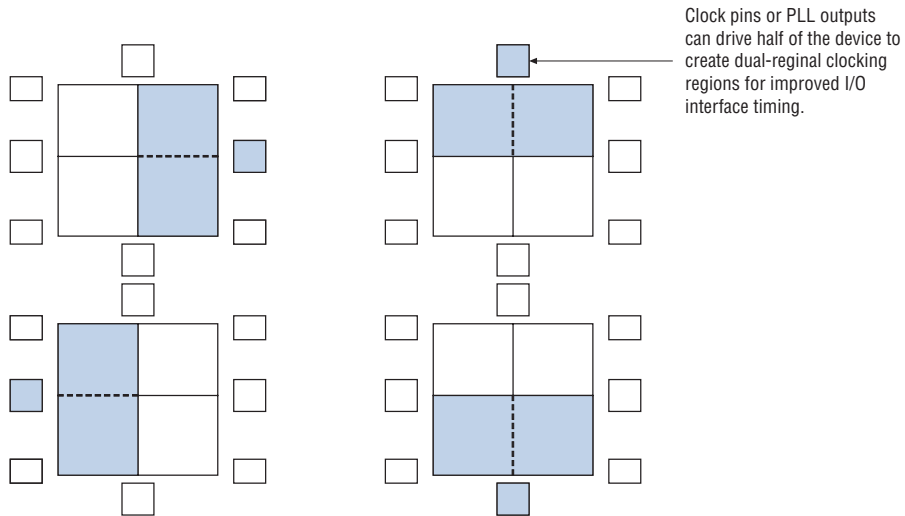 Clock pins or PLL outputs
can drive half of the device to
create dual-reginal clocking
regions for improved I/O
interface timing.